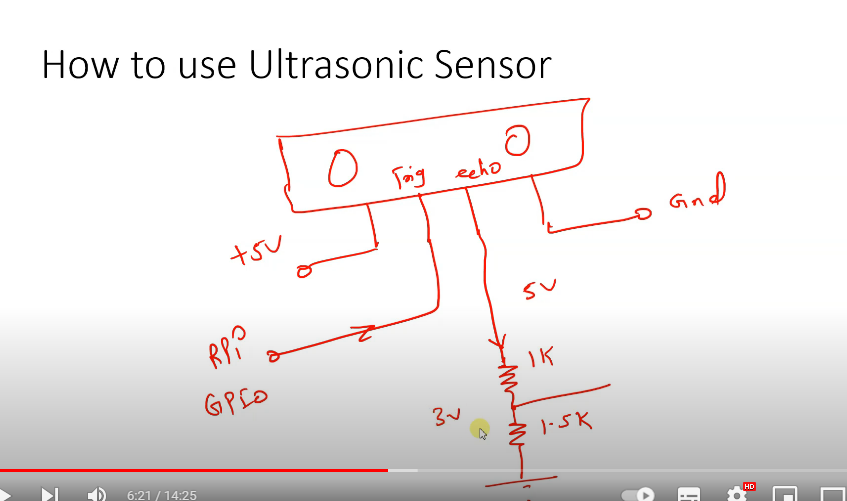 How to use Ultrasonic Sensor
Trig echo
Gnd
+5V
5V
RPi
GPIO
1K
3V
1.5K
6:21 / 14:25
HD